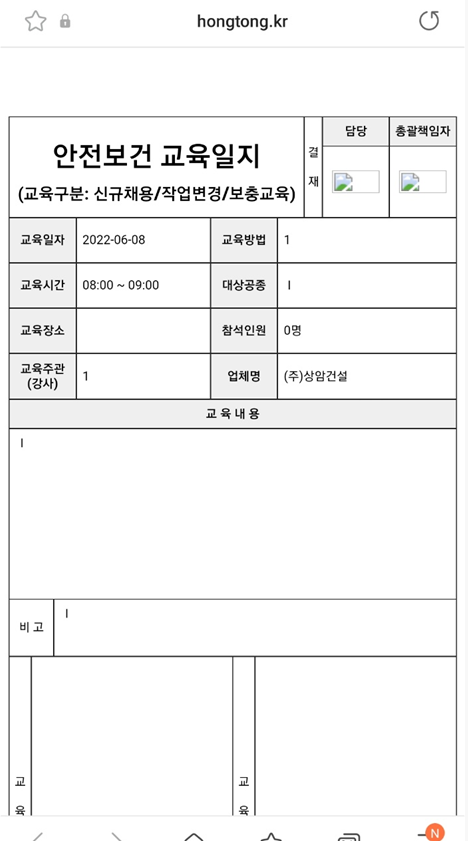 hongtong.kr
안전보건 교육일지
(교육구분: 신규채용/작업변경/보충교육)
결
재
담당
총괄책임자
교육일자
2022-06-08
교육방법
1
교육시간
08:00 ~ 09:00
대상공종
l
교육장소
참석인원
0명
교육주관
(강사)
1
업체명
(주)상암건설
교 육 내 용
l
비 고
l
교
육
교
육
N